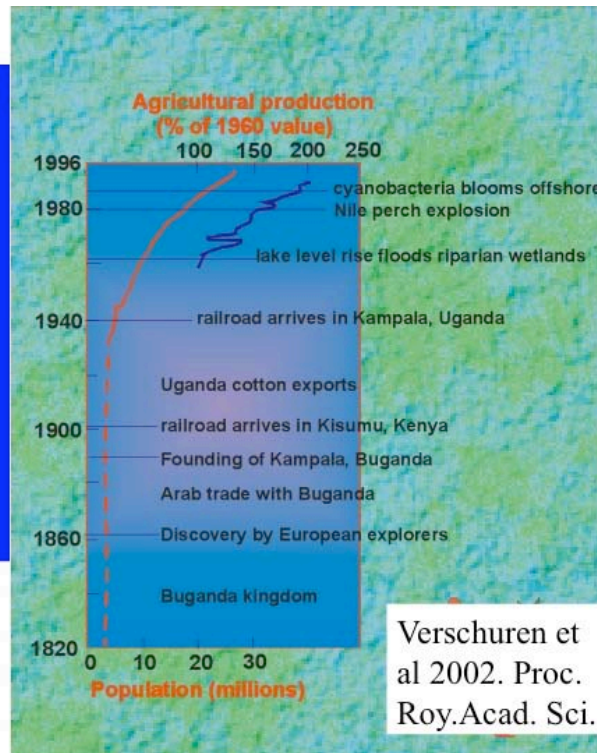 Agricultural production
(% of 1960 value)
100 150 200 250
1996
cyanobacteria blooms offshore
1980
Nile perch explosion
lake level rise floods riparian wetlands
1940
railroad arrives in Kampala, Uganda
Uganda cotton exports
1900
railroad arrives in Kisumu, Kenya
Founding of Kampala, Buganda
Arab trade with Buganda
1860
Discovery by European explorers
Buganda kingdom
1820
0 10 20 30
Population (millions)
Verschuren et
al 2002. Proc.
Roy.Acad. Sci.